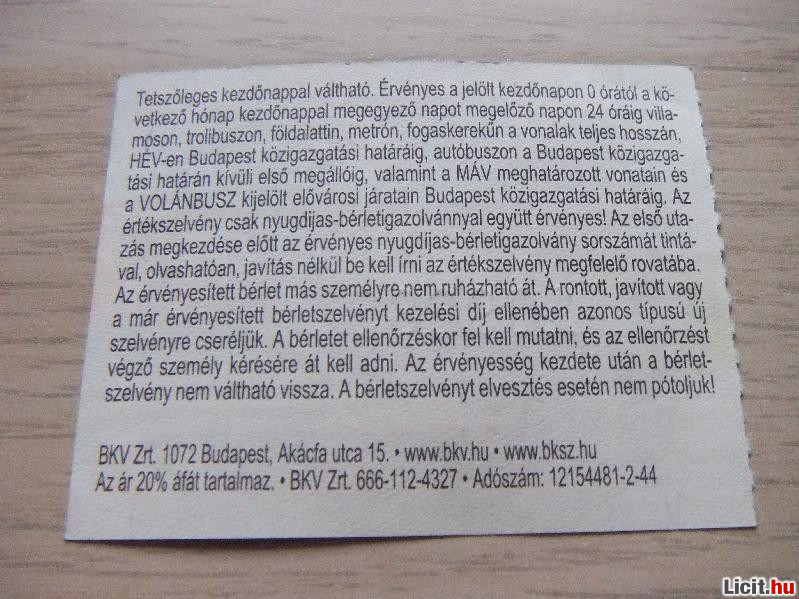 Tetszőleges kezdőnappal váltható. Érvényes a jelölt kezdőnapon 0 órától a kö-
vetkező hónap kezdőnappal megegyező napot megelőző napon 24 óráig villa-
moson, trolibuszon, földalattin, metrón, fogaskerekűn a vonalak teljes hosszán,
HÉV-en Budapest közigazgatási határáig, autóbuszon a Budapest közigazga-
tási határán kívüli első megállóig, valamint a MÁV meghatározott vonatain és
a VOLÁNBUSZ kijelölt elővárosi járatain Budapest közigazgatási határáig. Az
értékszelvény csak nyugdíjas-bérletigazolvánnyal együtt érvényes! Az első uta-
zás megkezdése előtt az érvényes nyugdíjas-bérletigazolvány sorszámát tintá-
val, olvashatóan, javítás nélkül be kell írni az értékszelvény megfelelő rovatába.
Az érvényesített bérlet más személyre nem ruházható át. A rontott, javított vagy
a már érvényesített bérletszelvényt kezelési díj ellenében azonos típusú új
szelvényre cseréljük. A bérletet ellenőrzéskor fel kell mutatni, és az ellenőrzést
végző személy kérésére át kell adni. Az érvényesség kezdete után a bérlet-
szelvény nem váltható vissza. A bérletszelvényt elvesztés esetén nem pótoljuk!
BKV Zrt. 1072 Budapest, Akácfa utca 15. • www.bkv.hu • www.bksz.hu
Az ár 20% áfát tartalmaz. • BKV Zrt. 666-112-4327 • Adószám: 12154481-2-44
Licit.hu